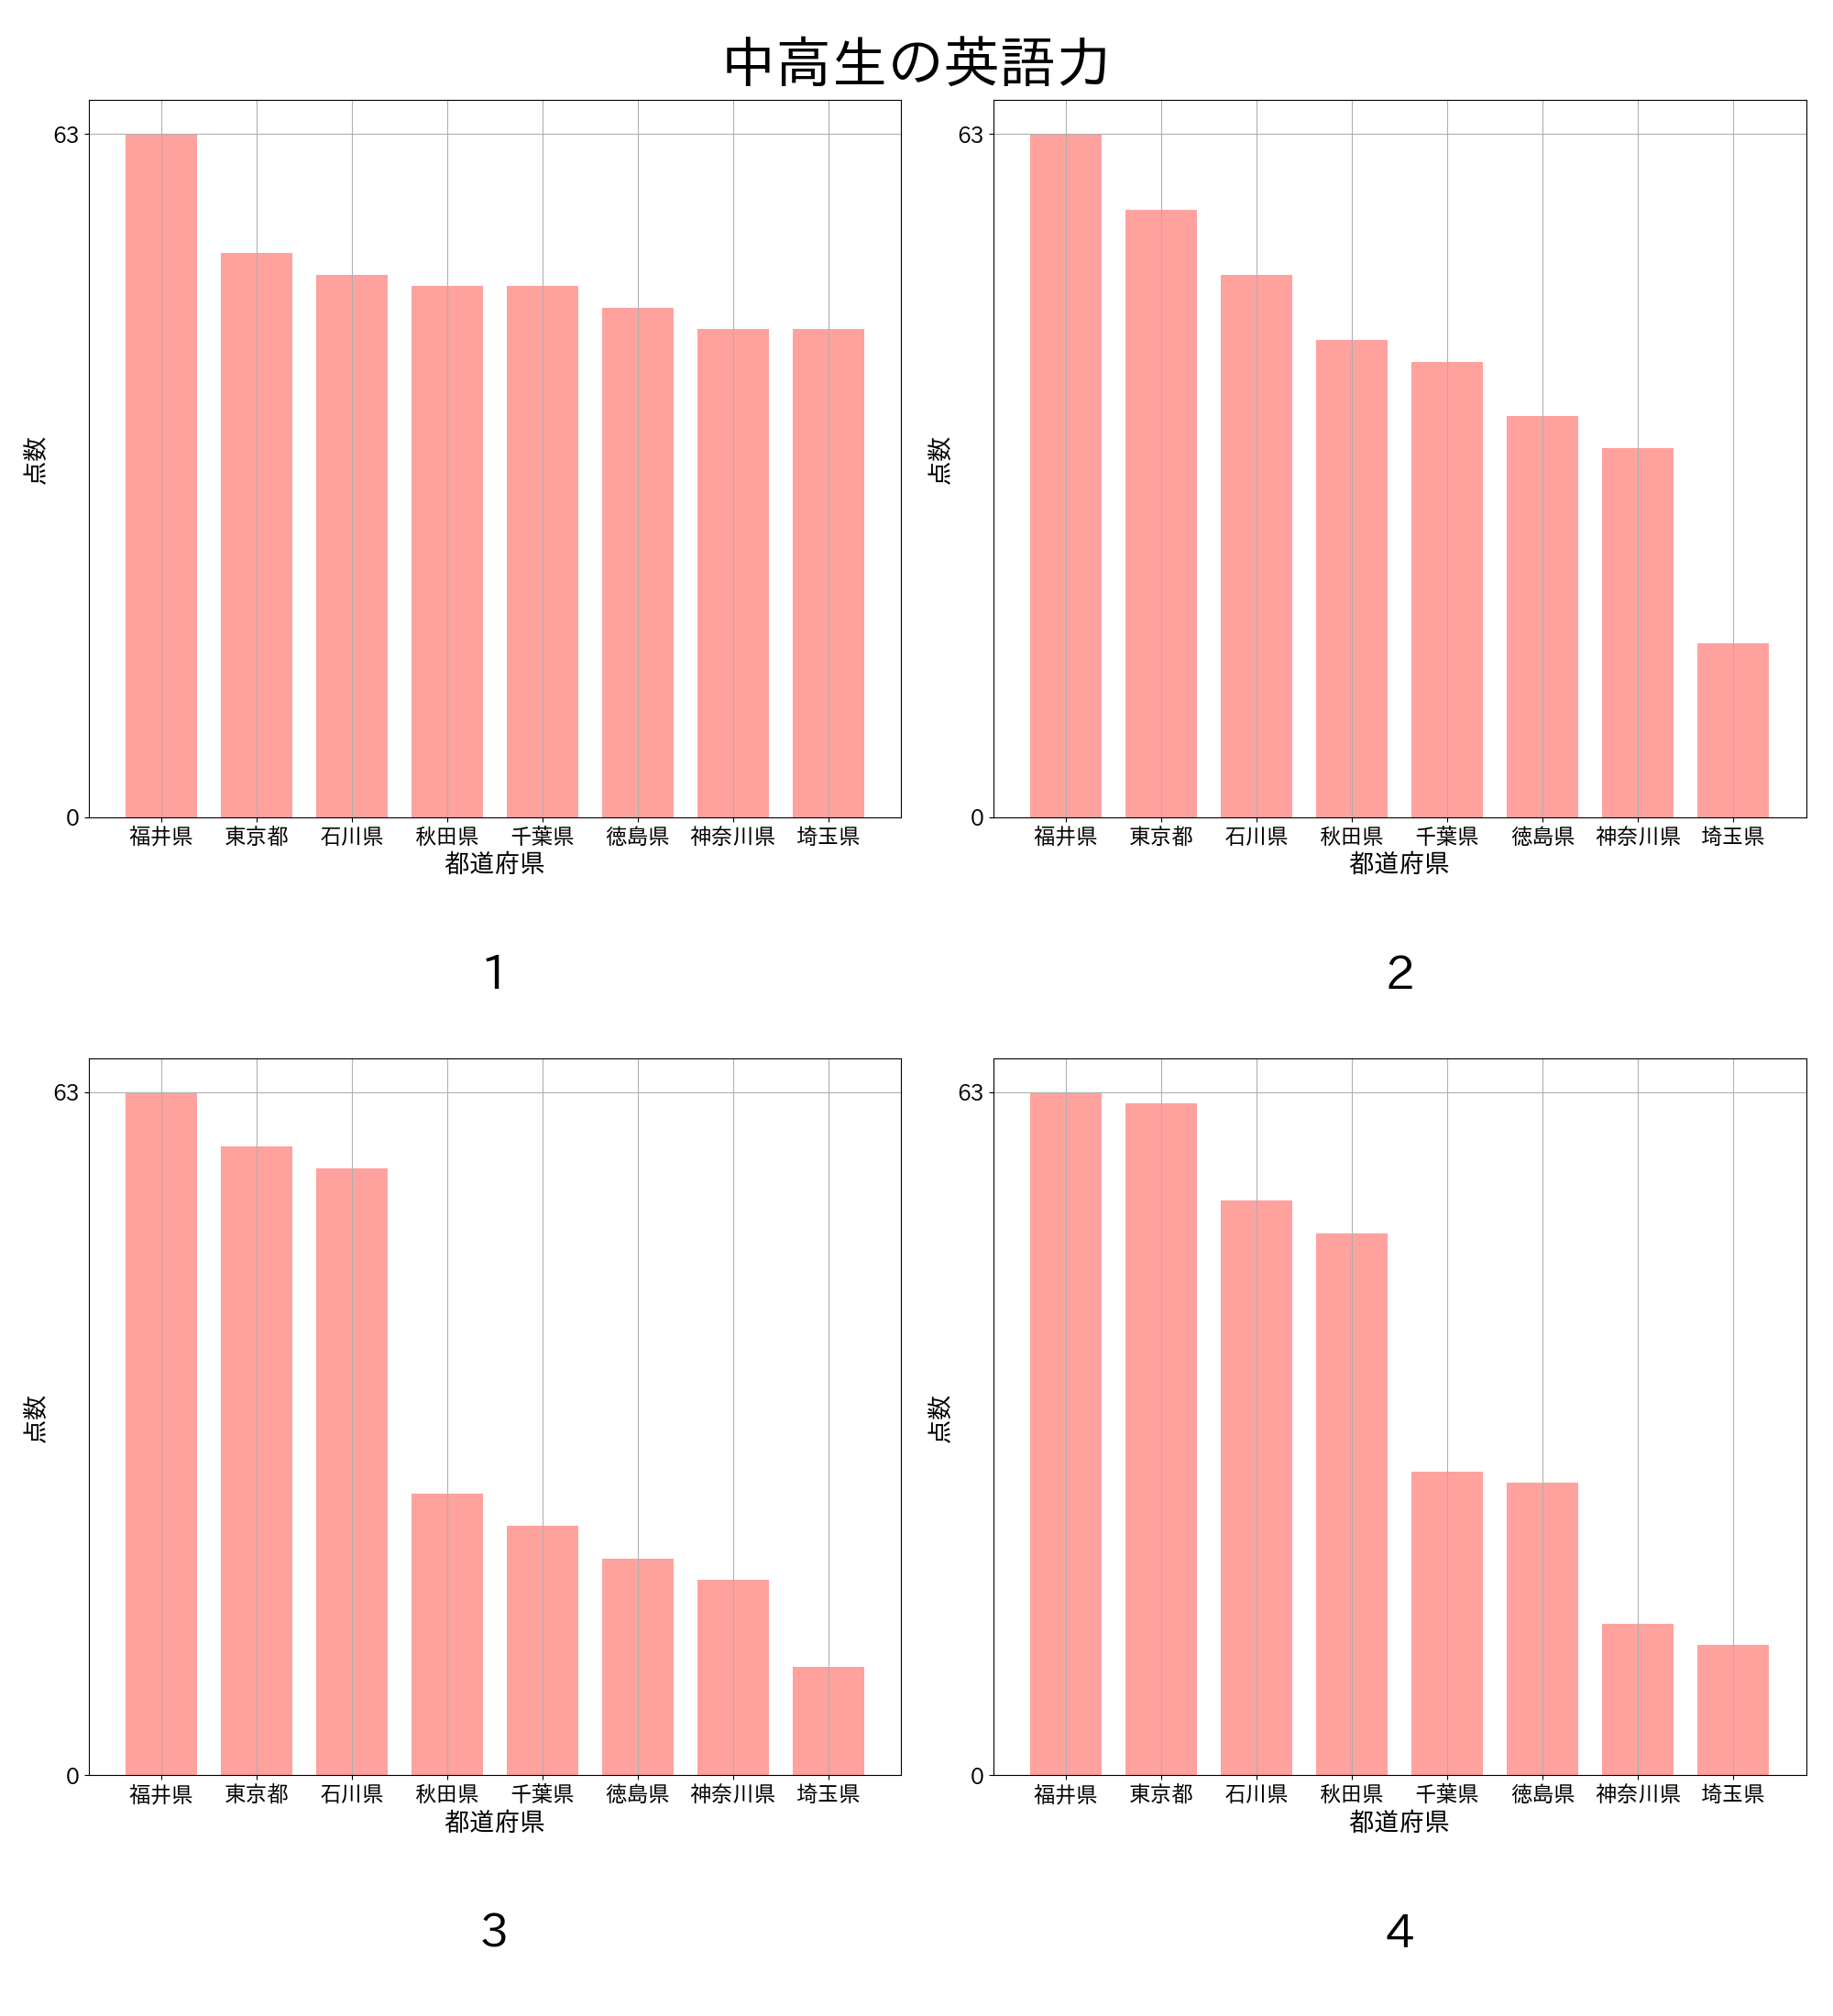 中高生の英語力
63
点数
0
福井県 東京都 石川県 秋田県 千葉県 徳島県 神奈川県 埼玉県
都道府県
1
63
点数
0
福井県 東京都 石川県 秋田県 千葉県 徳島県 神奈川県 埼玉県
都道府県
2
63
点数
0
福井県 東京都 石川県 秋田県 千葉県 徳島県 神奈川県 埼玉県
都道府県
3
63
点数
0
福井県 東京都 石川県 秋田県 千葉県 徳島県 神奈川県 埼玉県
都道府県
4